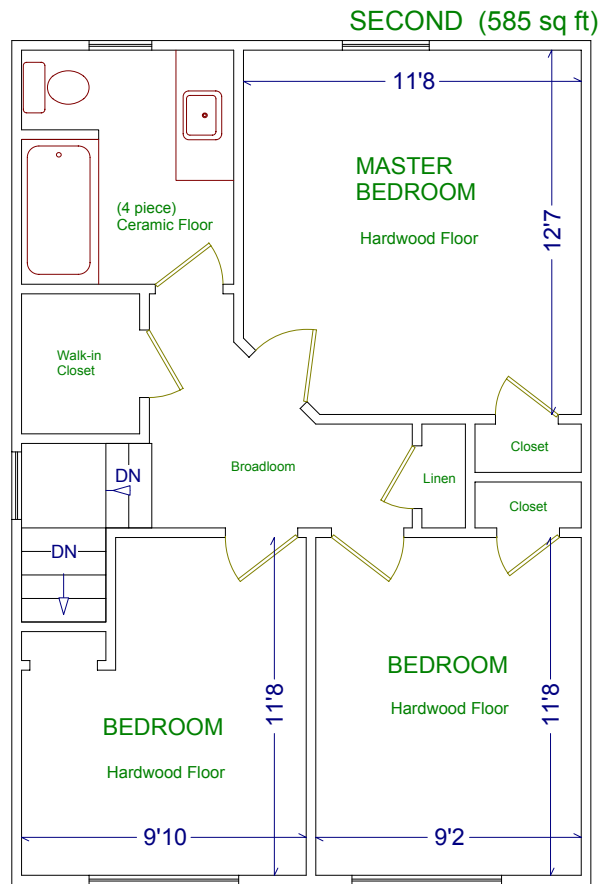 SECOND (585 sq ft)
11'8
MASTER
BEDROOM
Hardwood Floor
12'7
(4 piece)
Ceramic Floor
Walk-in
Closet
Broadloom
Linen
Closet
Closet
DN
DN
BEDROOM
Hardwood Floor
11'8
9'10
BEDROOM
Hardwood Floor
11'8
9'2